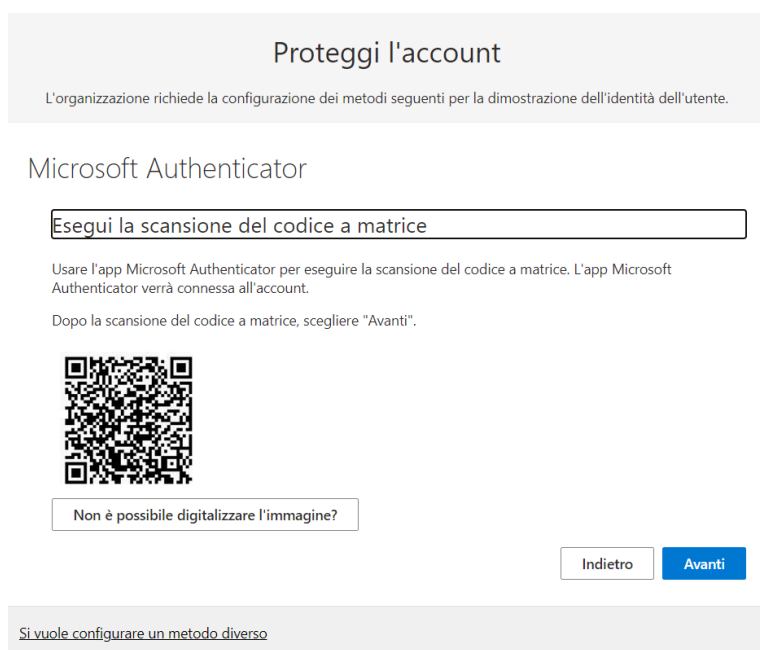 Proteggi l'account
L'organizzazione richiede la configurazione dei metodi seguenti per la dimostrazione dell'identità dell'utente.
Microsoft Authenticator
Esegui la scansione del codice a matrice
Usare l'app Microsoft Authenticator per eseguire la scansione del codice a matrice. L'app Microsoft
Authenticator verrà connessa all'account.
Dopo la scansione del codice a matrice, scegliere "Avanti".
Non è possibile digitalizzare l'immagine?
Indietro
Avanti
Si vuole configurare un metodo diverso